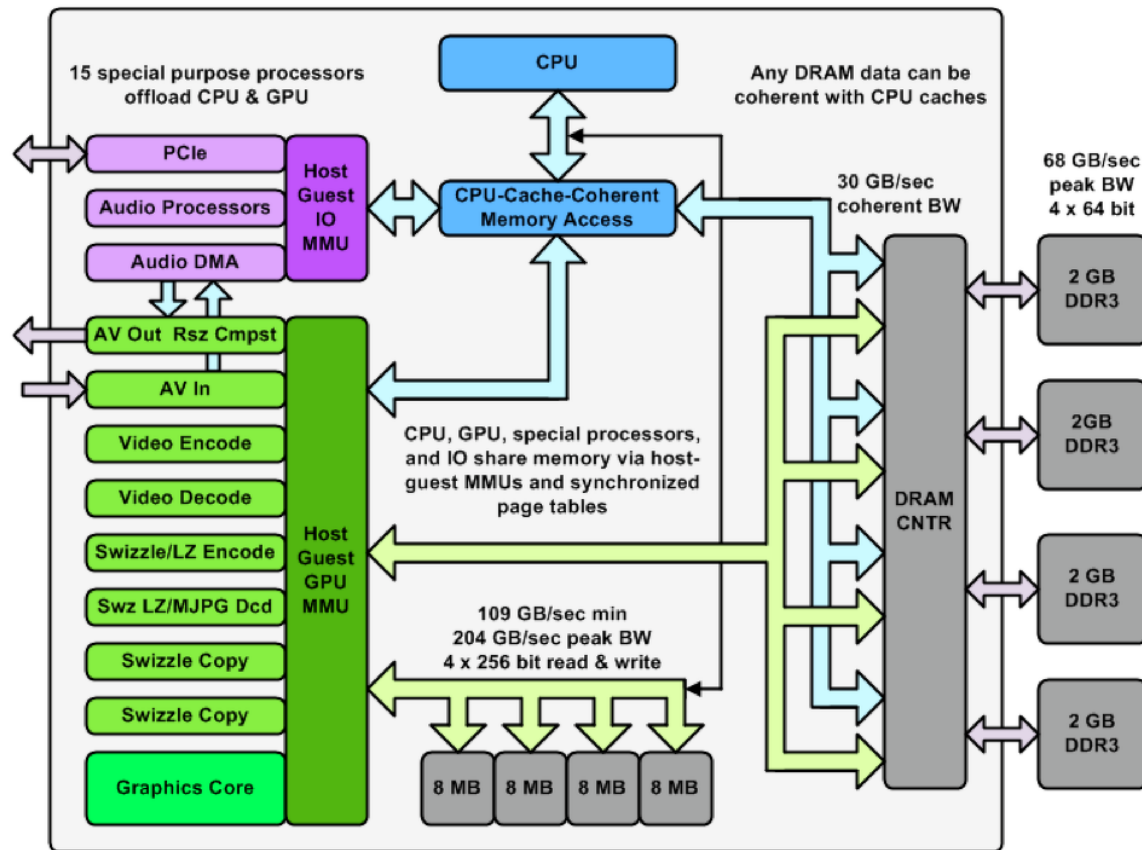 15 special purpose processors
offload CPU & GPU
CPU
Any DRAM data can be
coherent with CPU caches
PCIe
Audio Processors
Audio DMA
Host
Guest
IO
MMU
CPU-Cache-Coherent
Memory Access
30 GB/sec
coherent BW
68 GB/sec
peak BW
4 x 64 bit
AV Out Rsz Cmpst
AV In
Video Encode
Video Decode
Swizzle/LZ Encode
Swz LZ/MJPG Dcd
Swizzle Copy
Swizzle Copy
Graphics Core
Host
Guest
GPU
MMU
CPU, GPU, special processors,
and IO share memory via host-
guest MMUs and synchronized
page tables
109 GB/sec min
204 GB/sec peak BW
4 x 256 bit read & write
8 MB
8 MB
8 MB
8 MB
DRAM
CNTR
2 GB
DDR3
2GB
DDR3
2 GB
DDR3
2 GB
DDR3